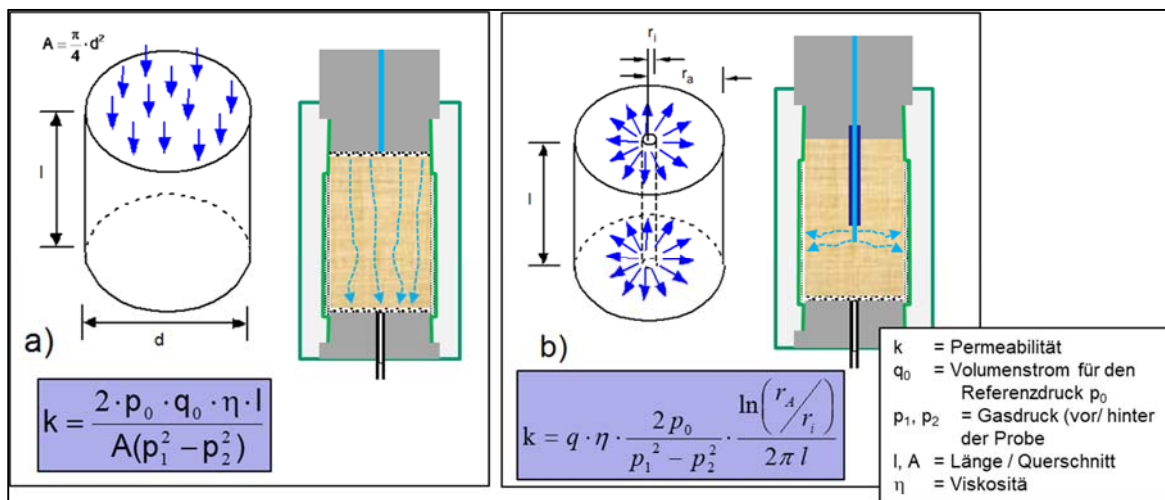 A = π/4 · d²
l
d
a)
k = 2·p₀·q₀·η·l / A(p₁² – p₂²)
rᵢ
rₐ
l
b)
k = q · η · 2p₀ / p₁² – p₂² · ln(r_A/rᵢ) / 2π l
k = Permeabilität
q₀ = Volumenstrom für den
Referenzdruck p₀
p₁, p₂ = Gasdruck (vor/ hinter
der Probe
l, A = Länge / Querschnitt
η = Viskositä